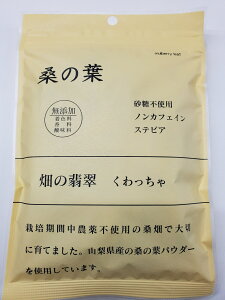 mulberry leaf
桑の葉
無添加
着色料
香料
酸味料
砂糖不使用
ノンカフェイン
ステビア
畑の翡翠 くわっちゃ
栽培期間中農薬不使用の桑畑で大切
に育てました。山梨県産の桑の葉パウダー
を使用しています。